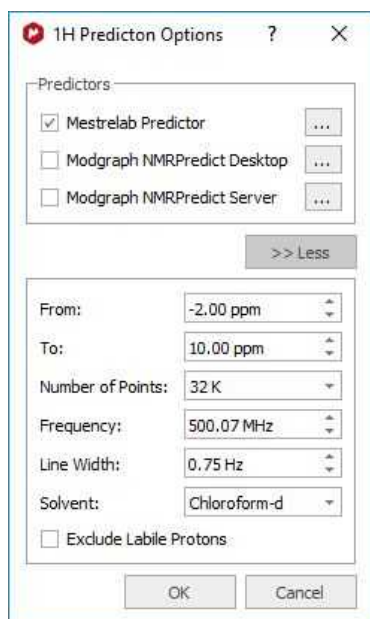 1H Predicton Options ?
Predictors
Mestrelab Predictor ...
Modgraph NMRPredict Desktop ...
Modgraph NMRPredict Server ...
>> Less
From: -2.00 ppm
To: 10.00 ppm
Number of Points: 32 K
Frequency: 500.07 MHz
Line Width: 0.75 Hz
Solvent: Chloroform-d
Exclude Labile Protons
OK Cancel